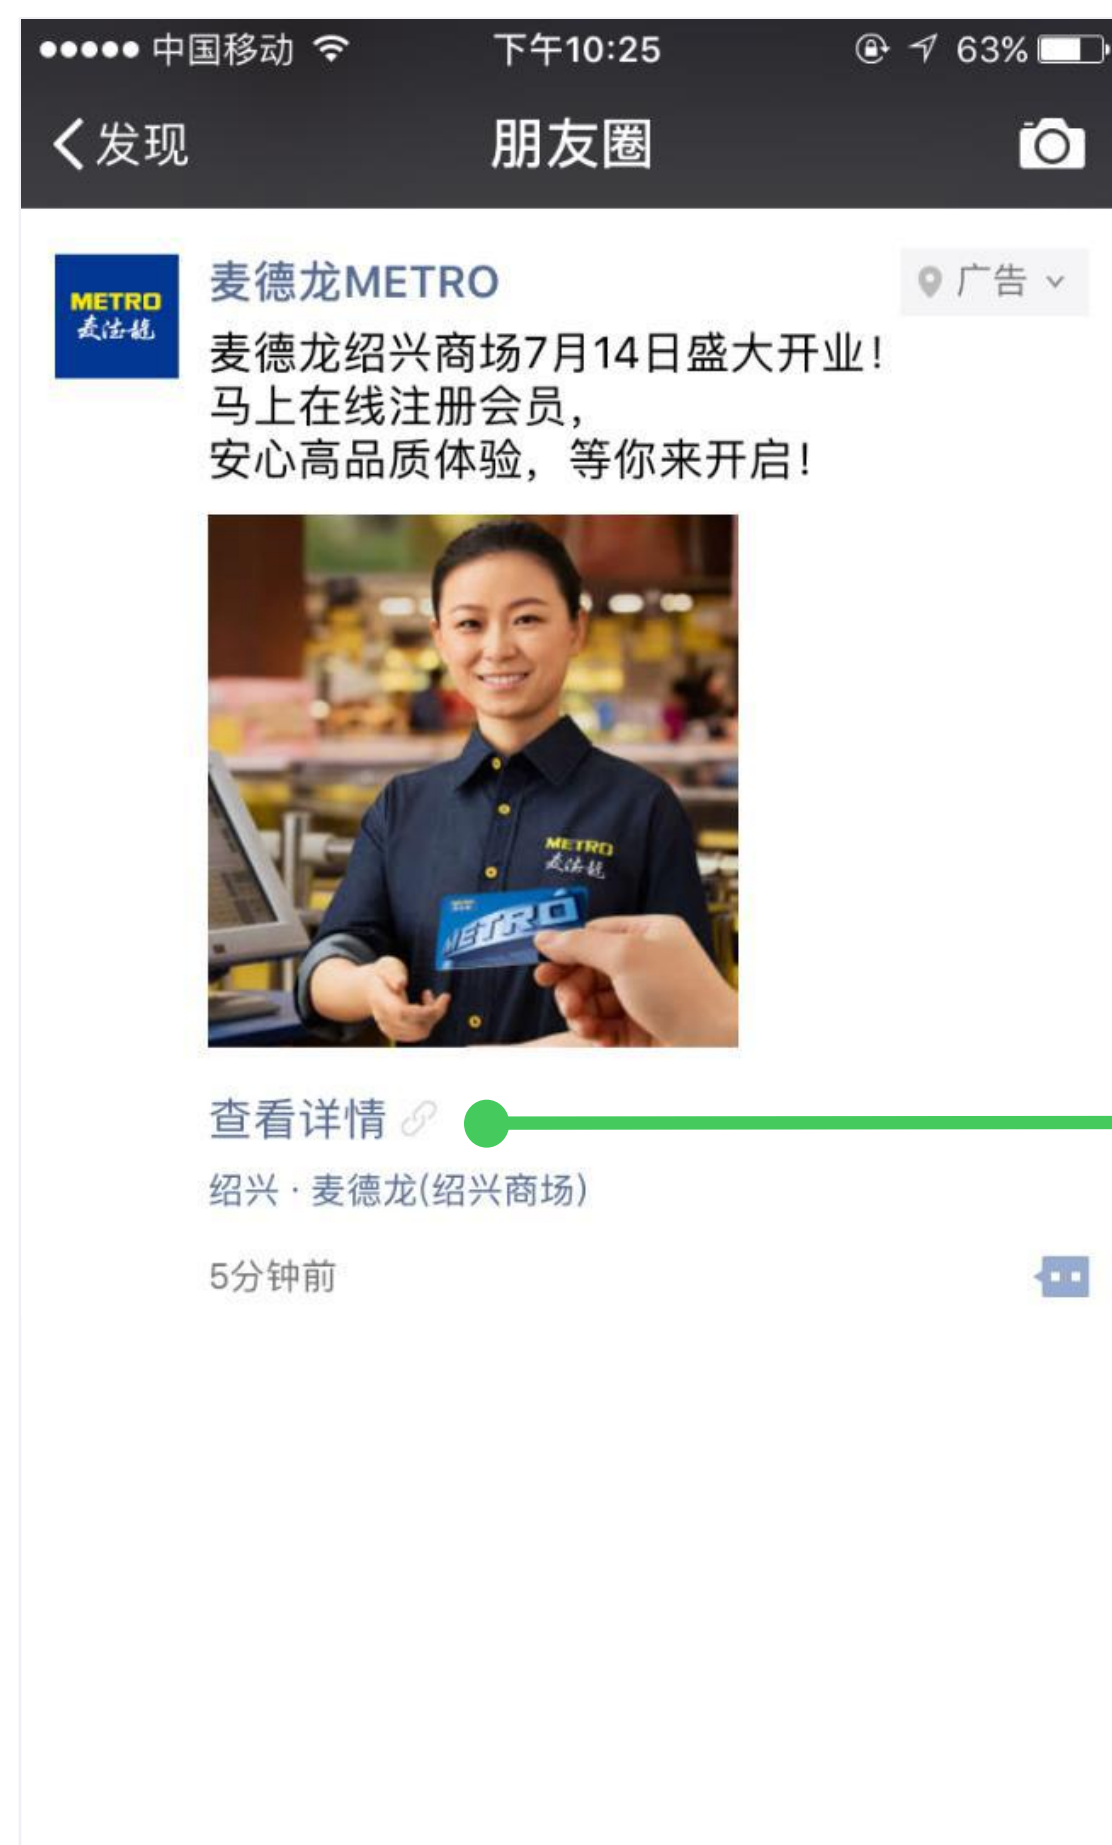 中国移动 下午10:25 63%
发现 朋友圈
METRO
麦德龙
麦德龙METRO
广告
麦德龙绍兴商场7月14日盛大开业！
马上在线注册会员，
安心高品质体验，等你来开启！
METRO
麦德龙
METRO
查看详情
绍兴 · 麦德龙(绍兴商场)
5分钟前